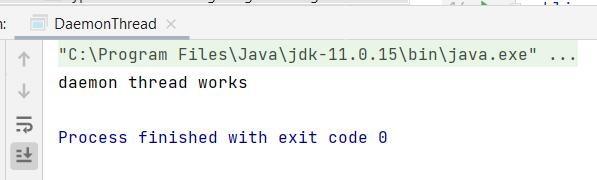 n:
DaemonThread
"C:\Program Files\Java\jdk-11.0.15\bin\java.exe" ...
daemon thread works
Process finished with exit code 0